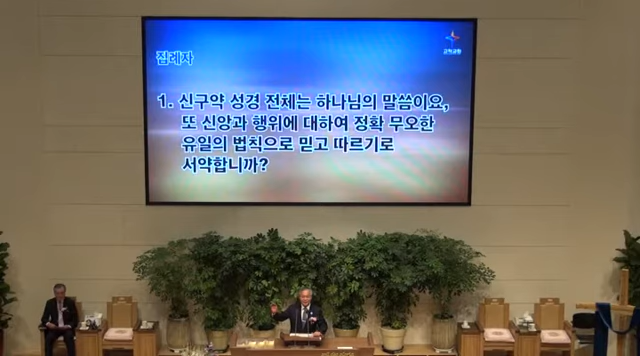 집례자
1. 신구약 성경 전체는 하나님의 말씀이요,
또 신앙과 행위에 대하여 정확 무오한
유일의 법칙으로 믿고 따르기로
서약합니까?